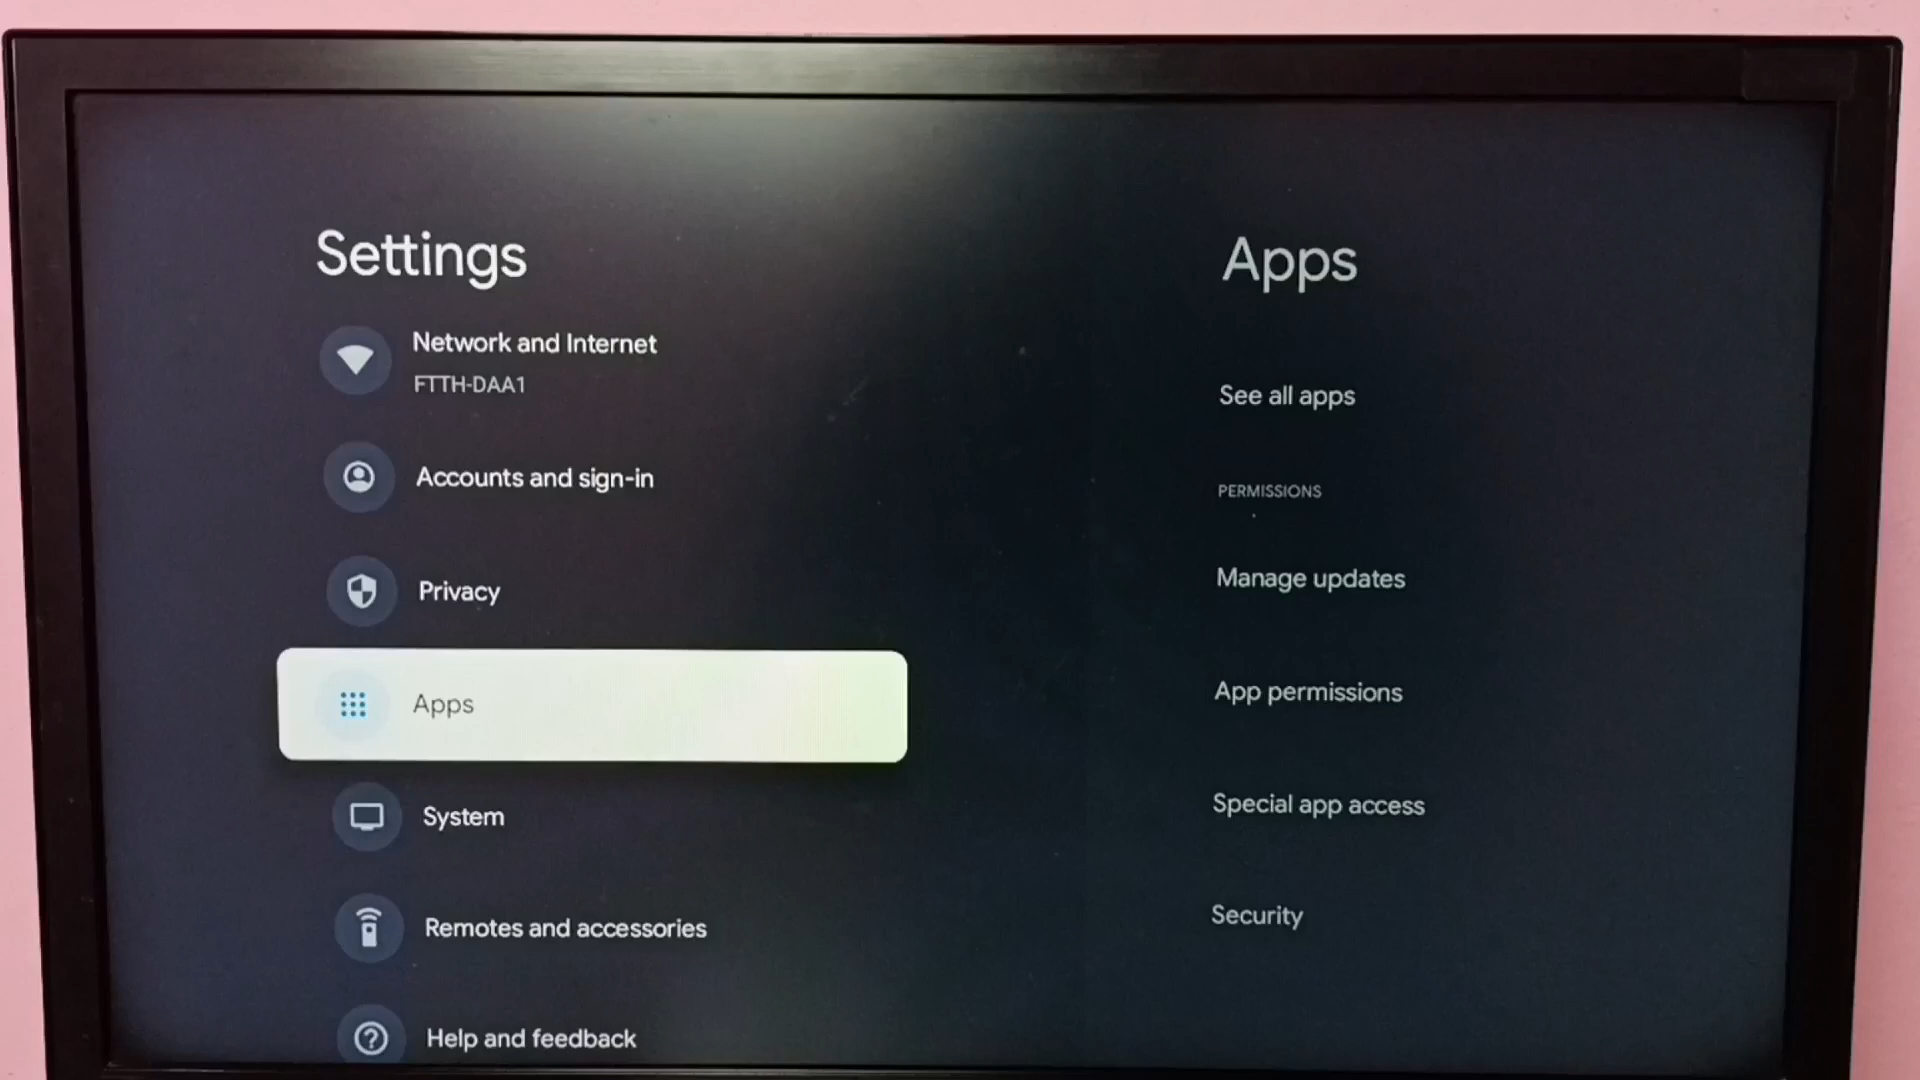 Settings
Network and Internet
FTTH-DAA1
Accounts and sign-in
Privacy
Apps
System
Remotes and accessories
Help and feedback
Apps
See all apps
PERMISSIONS
Manage updates
App permissions
Special app access
Security